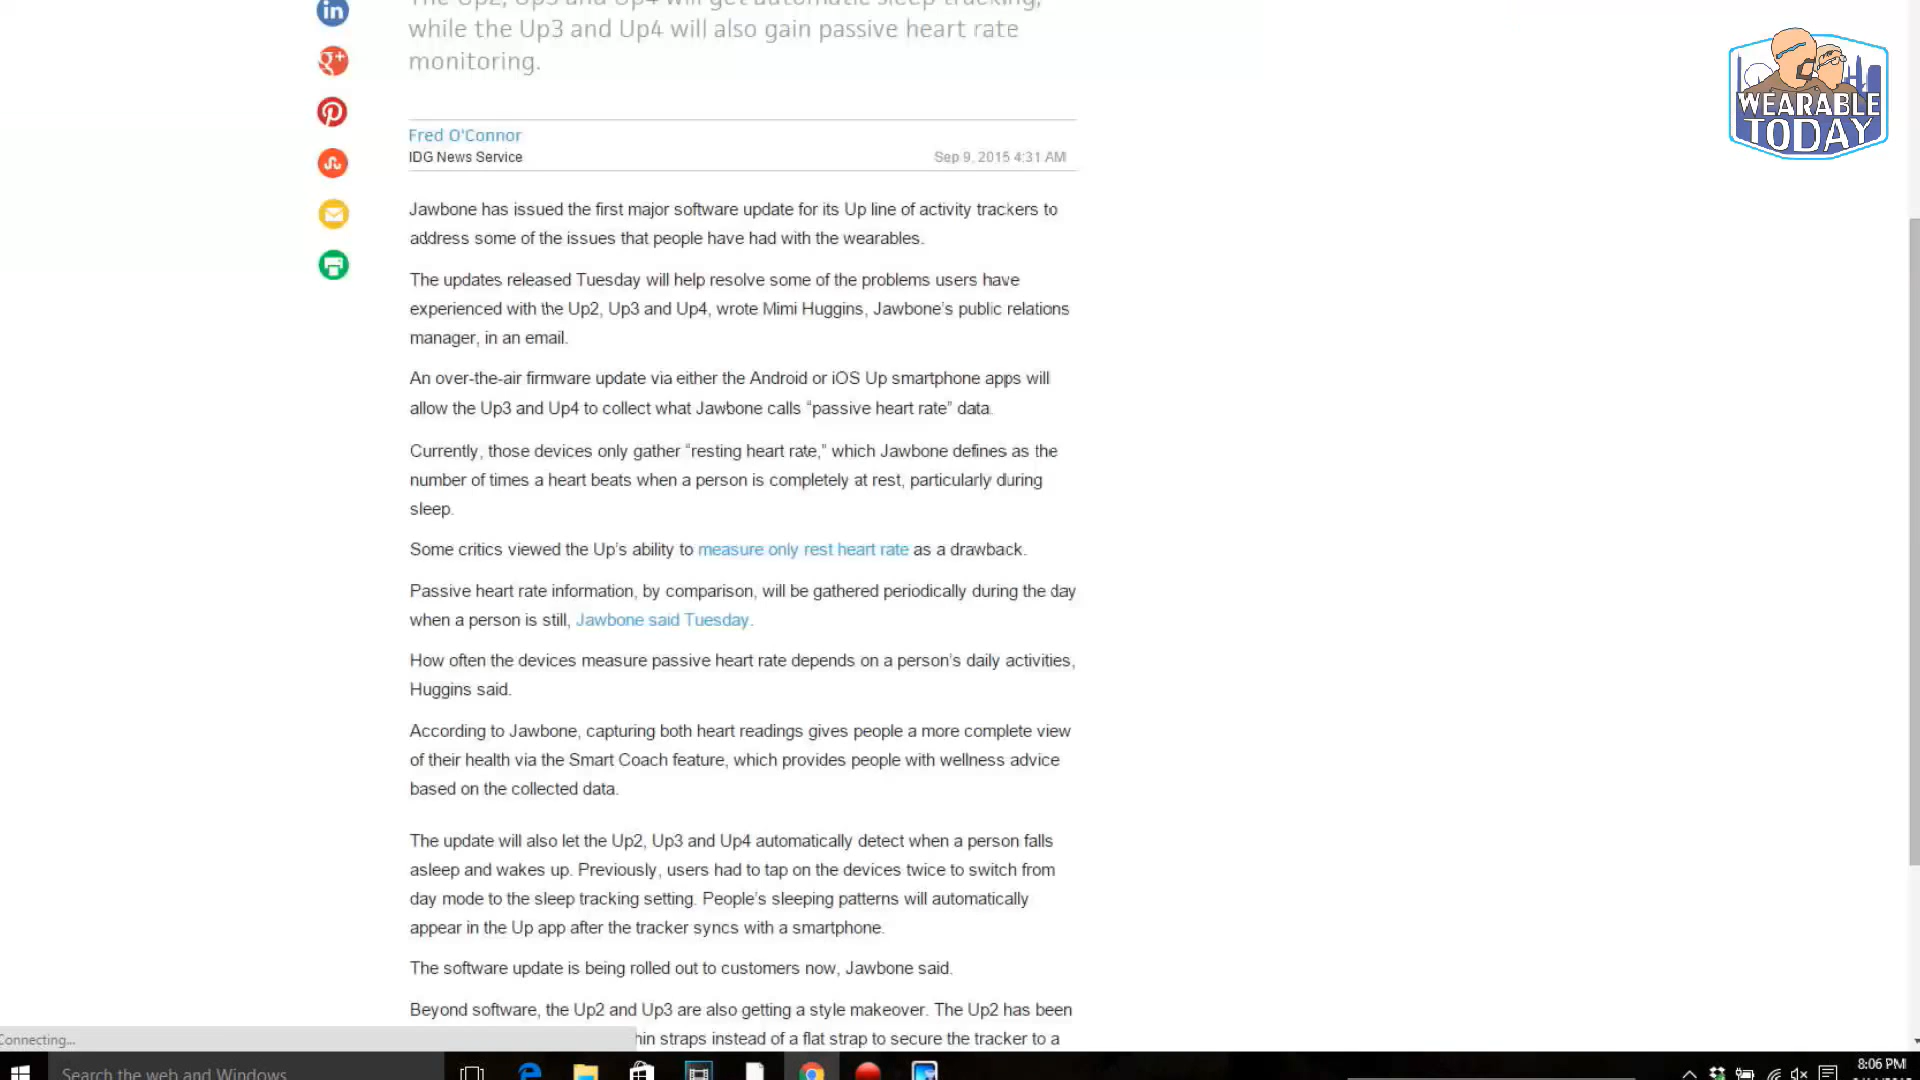 The Up2, Up3 and Up4 will get automatic sleep tracking,
while the Up3 and Up4 will also gain passive heart rate
monitoring.
WEARABLE
TODAY
Fred O'Connor
IDG News Service
Sep 9, 2015 4:31 AM
Jawbone has issued the first major software update for its Up line of activity trackers to
address some of the issues that people have had with the wearables.
The updates released Tuesday will help resolve some of the problems users have
experienced with the Up2, Up3 and Up4, wrote Mimi Huggins, Jawbone’s public relations
manager, in an email.
An over-the-air firmware update via either the Android or iOS Up smartphone apps will
allow the Up3 and Up4 to collect what Jawbone calls “passive heart rate” data.
Currently, those devices only gather “resting heart rate,” which Jawbone defines as the
number of times a heart beats when a person is completely at rest, particularly during
sleep.
Some critics viewed the Up’s ability to measure only rest heart rate as a drawback.
Passive heart rate information, by comparison, will be gathered periodically during the day
when a person is still, Jawbone said Tuesday.
How often the devices measure passive heart rate depends on a person’s daily activities,
Huggins said.
According to Jawbone, capturing both heart readings gives people a more complete view
of their health via the Smart Coach feature, which provides people with wellness advice
based on the collected data.
The update will also let the Up2, Up3 and Up4 automatically detect when a person falls
asleep and wakes up. Previously, users had to tap on the devices twice to switch from
day mode to the sleep tracking setting. People’s sleeping patterns will automatically
appear in the Up app after the tracker syncs with a smartphone.
The software update is being rolled out to customers now, Jawbone said.
Beyond software, the Up2 and Up3 are also getting a style makeover. The Up2 has been
straps instead of a flat strap to secure the tracker to a
Connecting...
Search the web and Windows
8:06 PM